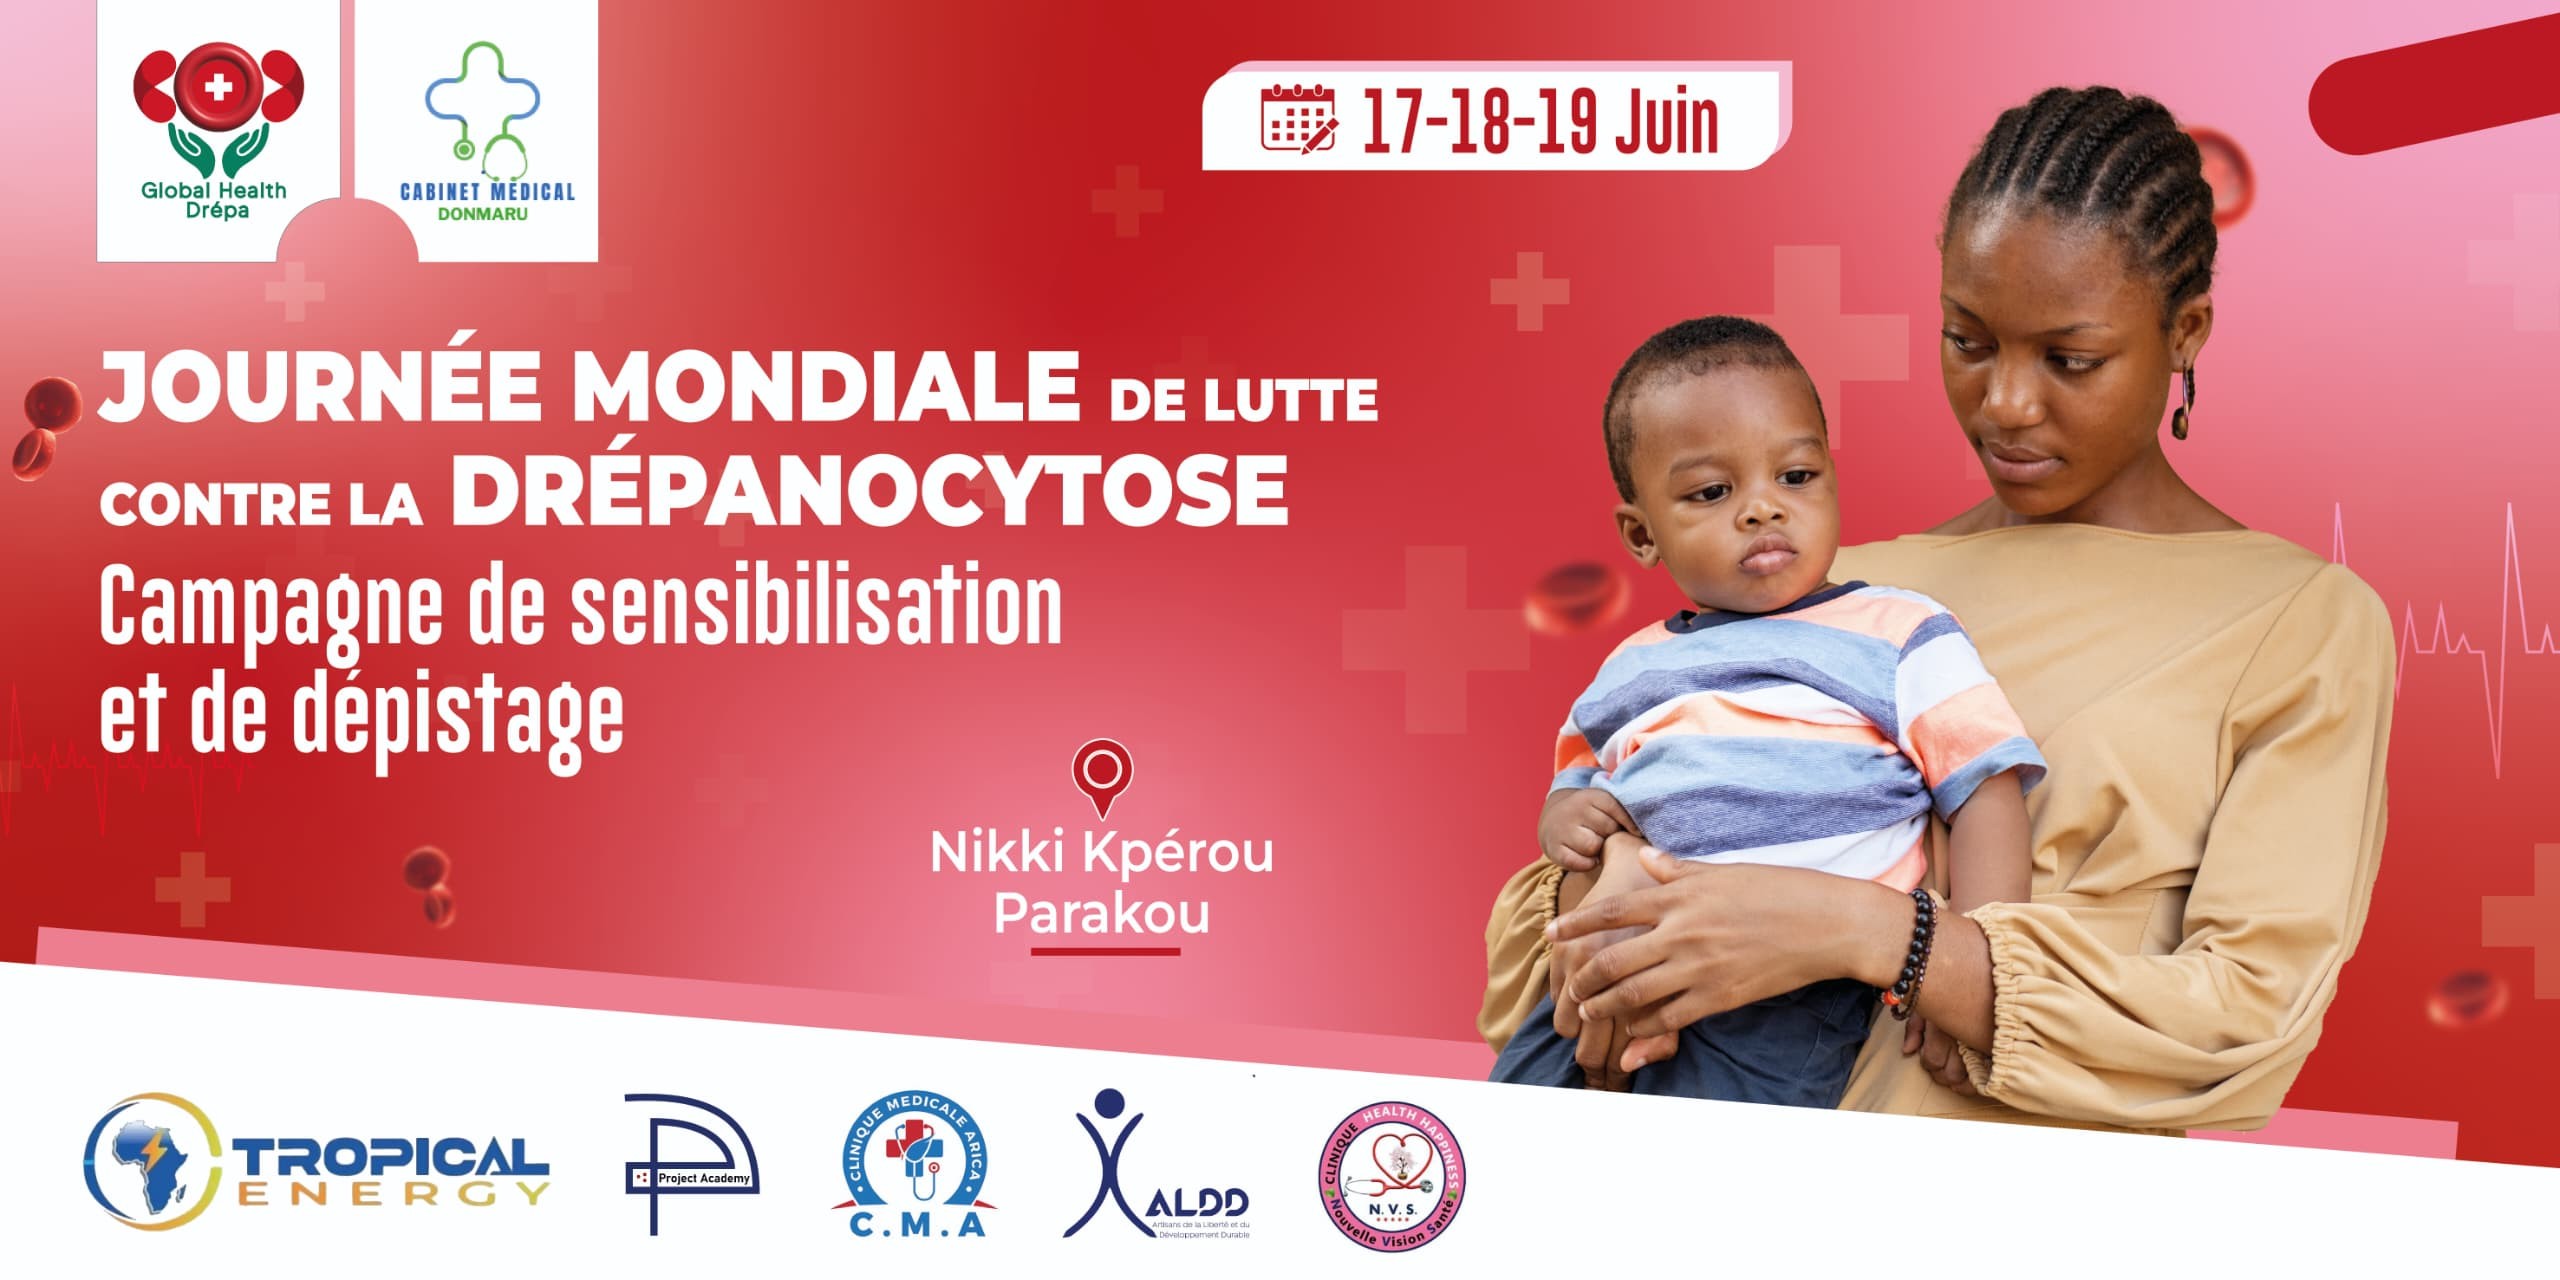 Global Health
Drépa
CABINET MEDICAL
DONMARU
17-18-19 Juin
JOURNÉE MONDIALE DE LUTTE
CONTRE LA DRÉPANOCYTOSE
Campagne de sensibilisation
et de dépistage
Nikki Kpérou
Parakou
TROPICAL
ENERGY
Project Academy
CLINIQUE MEDICALE ARICA
C.M.A
ALDD
Artisans de la Liberté et du
Développement Durable
CLINIQUE HEALTH HAPPINESS
N.V.S.
Nouvelle Vision Santé